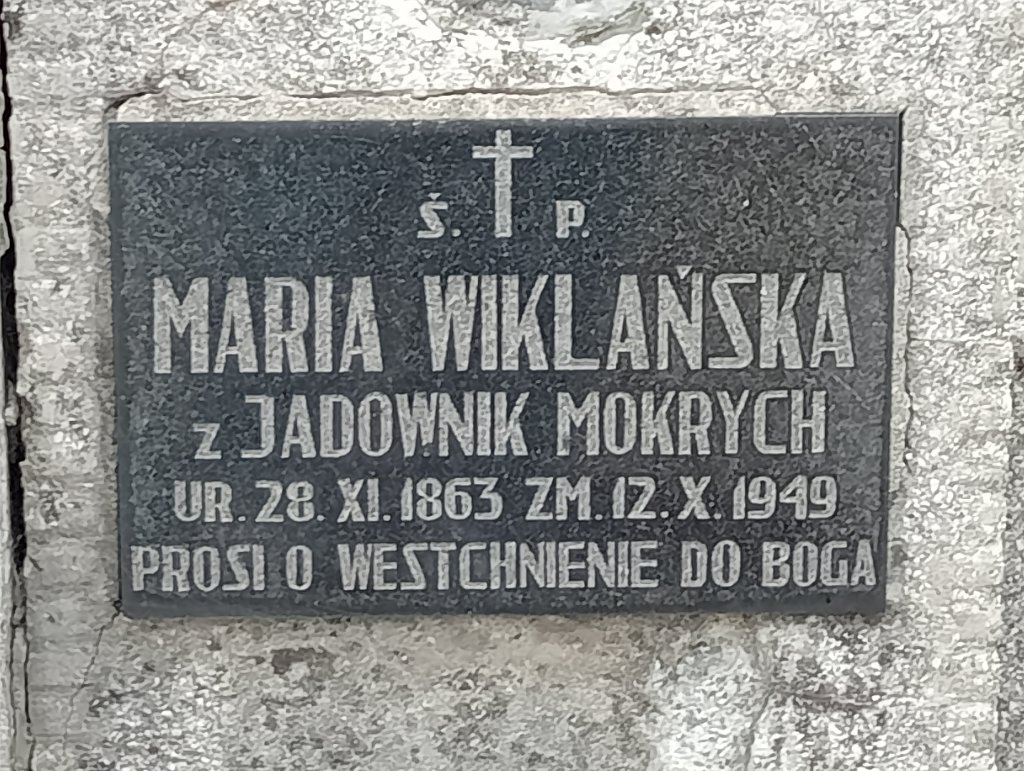 Ś. P.
MARIA WIKLAŃSKA
z JADOWNIK MOKRYCH
UR. 28. XI. 1863 ZM. 12. X. 1949
PROSI O WESTCHNIENIE DO BOGA